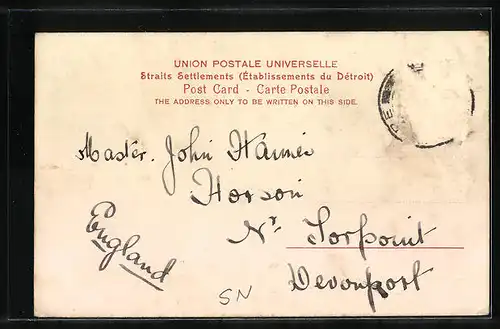 UNION POSTALE UNIVERSELLE
Straits Settlements (Établissements du Détroit)
Post Card - Carte Postale
THE ADDRESS ONLY TO BE WRITTEN ON THIS SIDE.
Master. John
Horson
Nr. Torpoint
Devonport
England
SN
PE